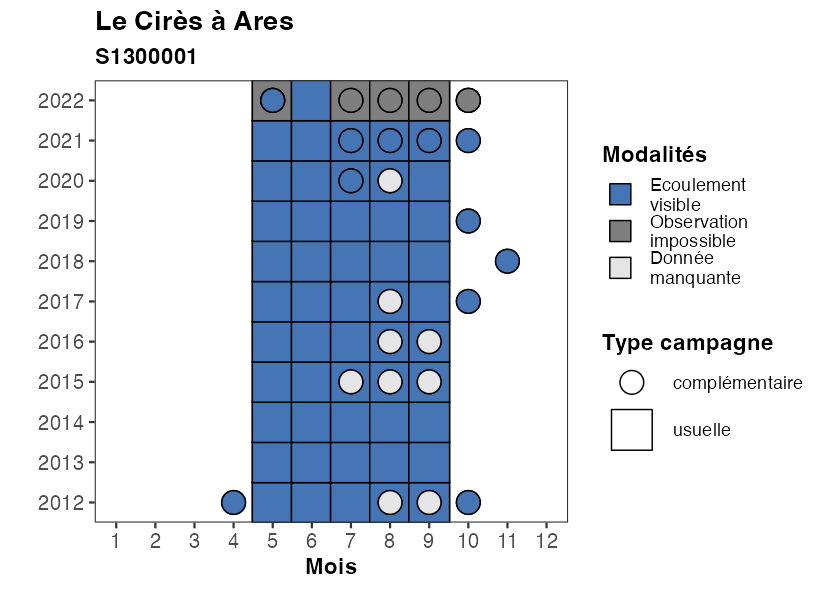 Le Cirès à Ares
S1300001
2022
2021
2020
2019
2018
2017
2016
2015
2014
2013
2012
1 2 3 4 5 6 7 8 9 10 11 12
Mois
Modalités
Ecoulement
visible
Observation
impossible
Donnée
manquante
Type campagne
complémentaire
usuelle